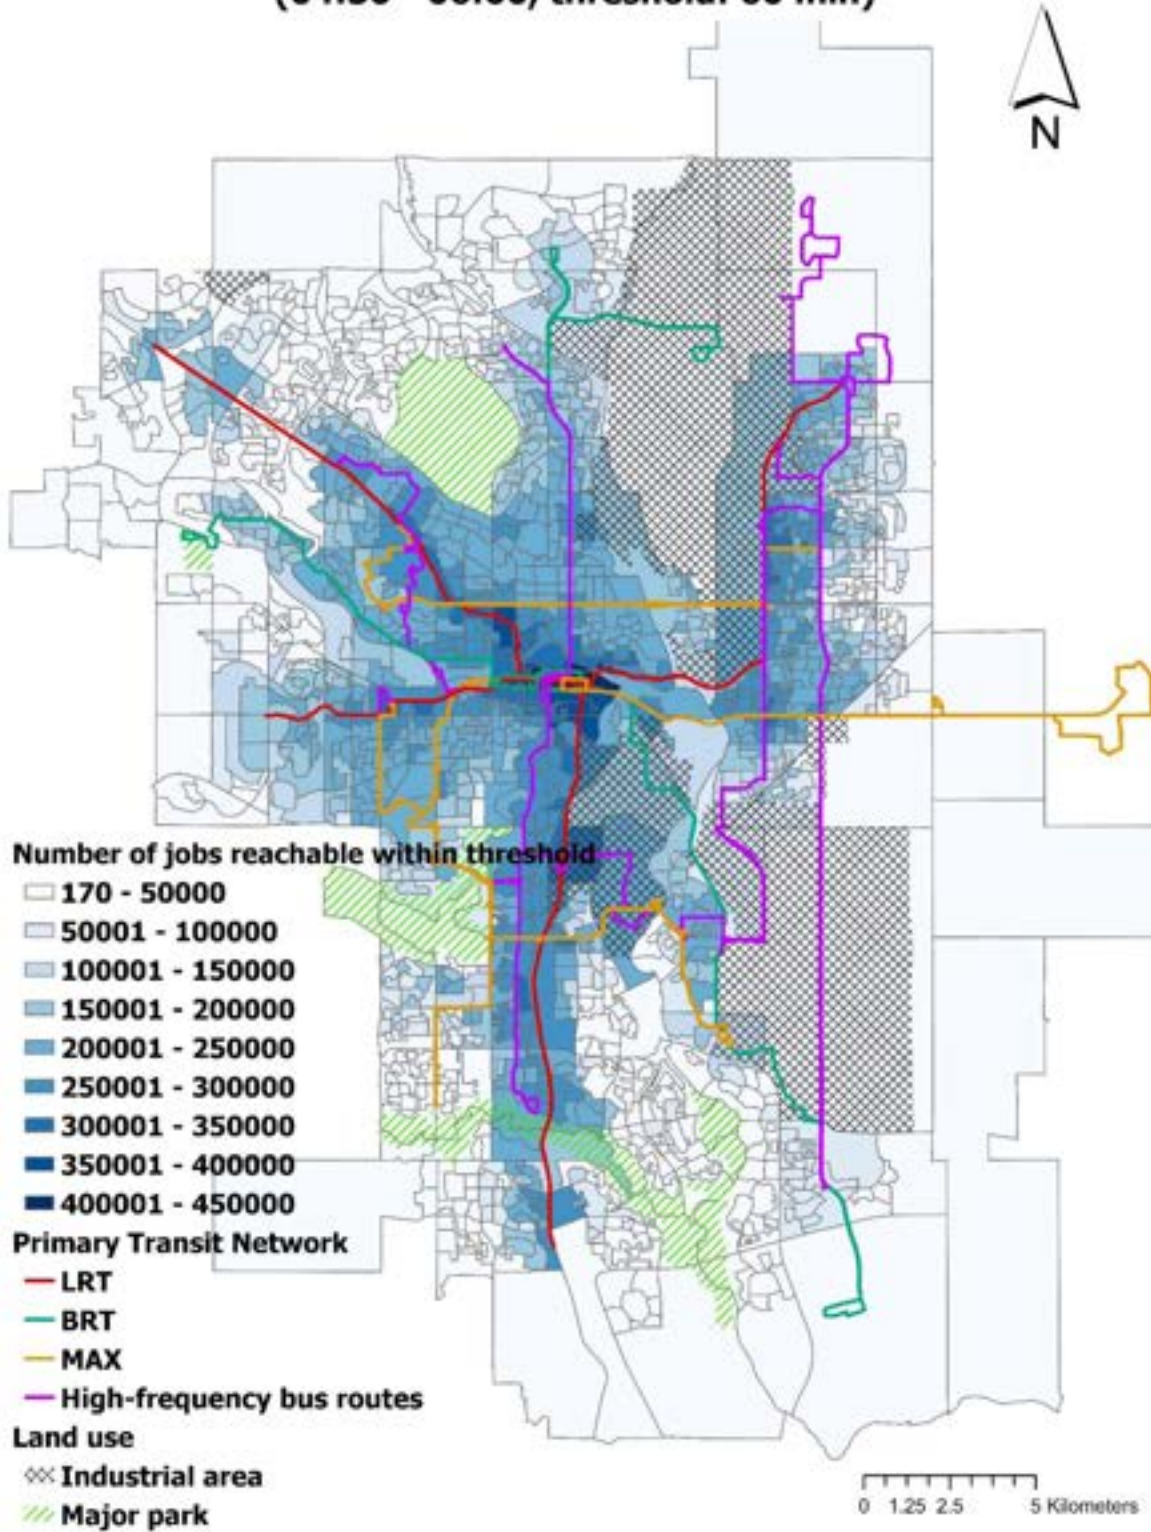 N
Number of jobs reachable within threshold
170 - 50000
50001 - 100000
100001 - 150000
150001 - 200000
200001 - 250000
250001 - 300000
300001 - 350000
350001 - 400000
400001 - 450000
Primary Transit Network
LRT
BRT
MAX
High-frequency bus routes
Land use
Industrial area
Major park
0 1.25 2.5 5 Kilometers